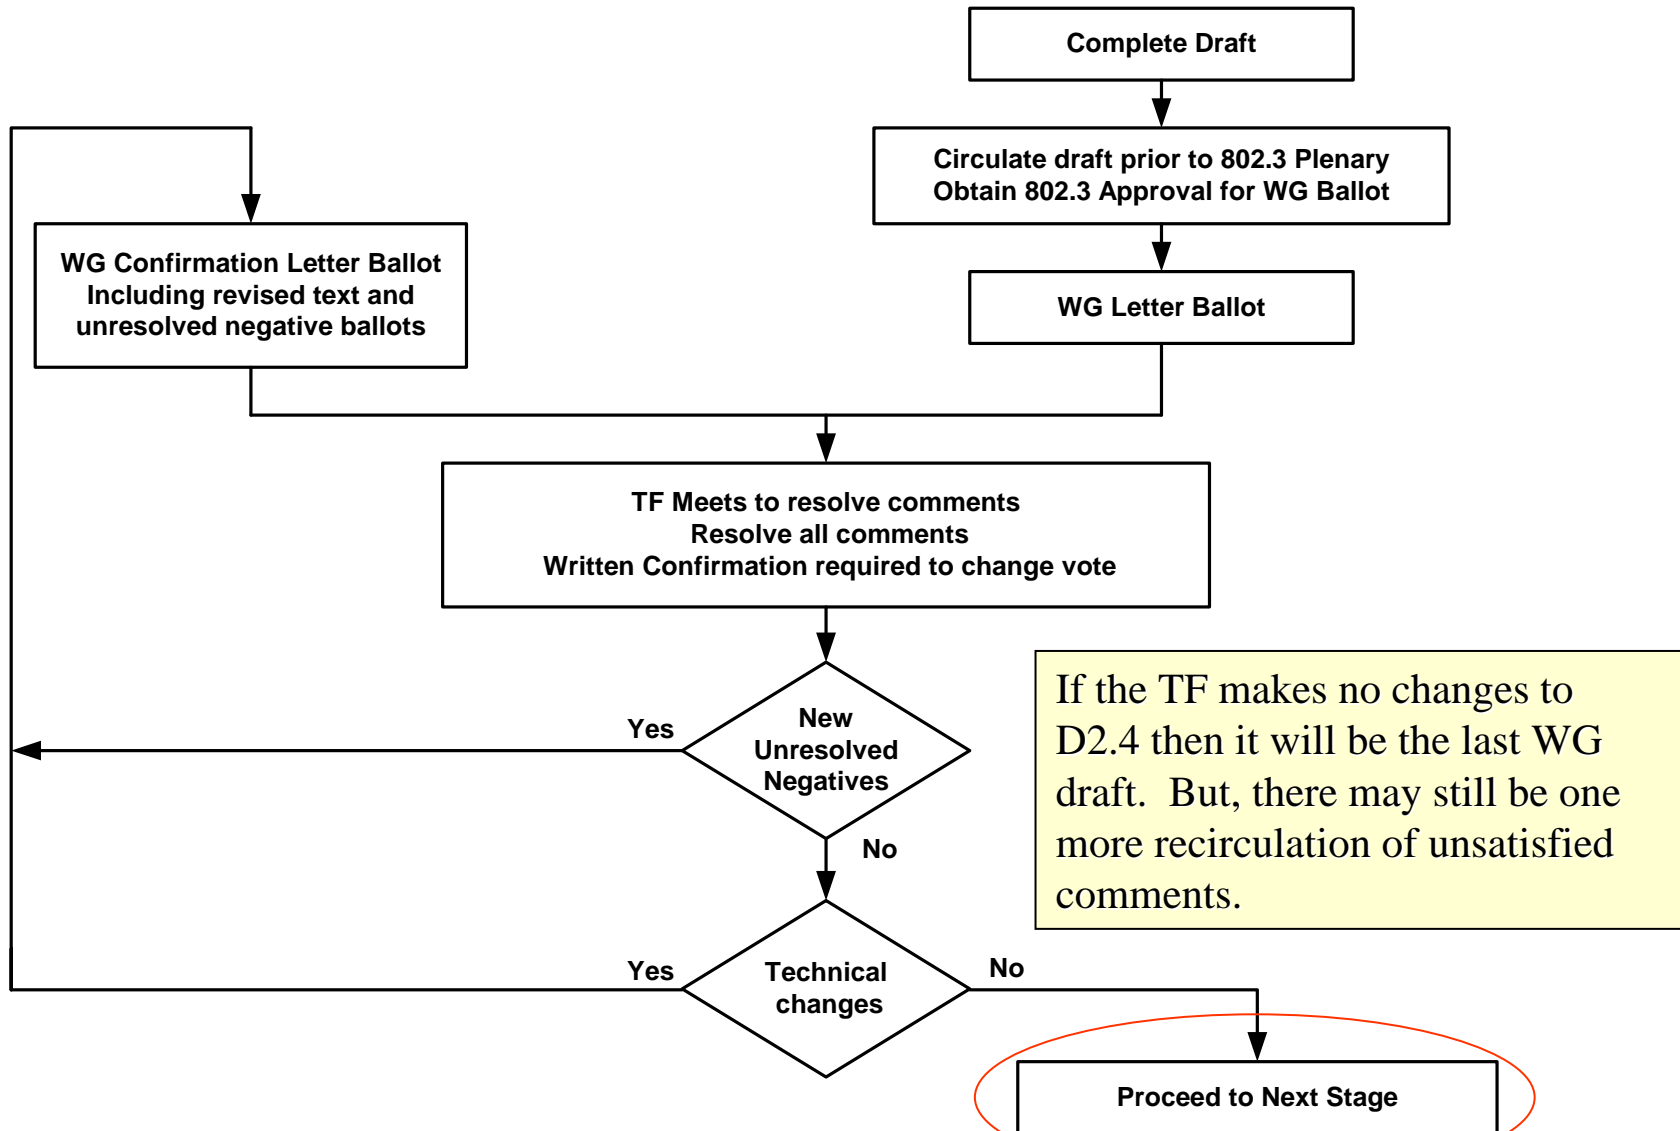 Complete Draft
Circulate draft prior to 802.3 Plenary
Obtain 802.3 Approval for WG Ballot
WG Confirmation Letter Ballot
Including revised text and
unresolved negative ballots
WG Letter Ballot
TF Meets to resolve comments
Resolve all comments
Written Confirmation required to change vote
Yes
New
Unresolved
Negatives
No
If the TF makes no changes to
D2.4 then it will be the last WG
draft.  But, there may still be one
more recirculation of unsatisfied
comments.
Yes
Technical
changes
No
Proceed to Next Stage